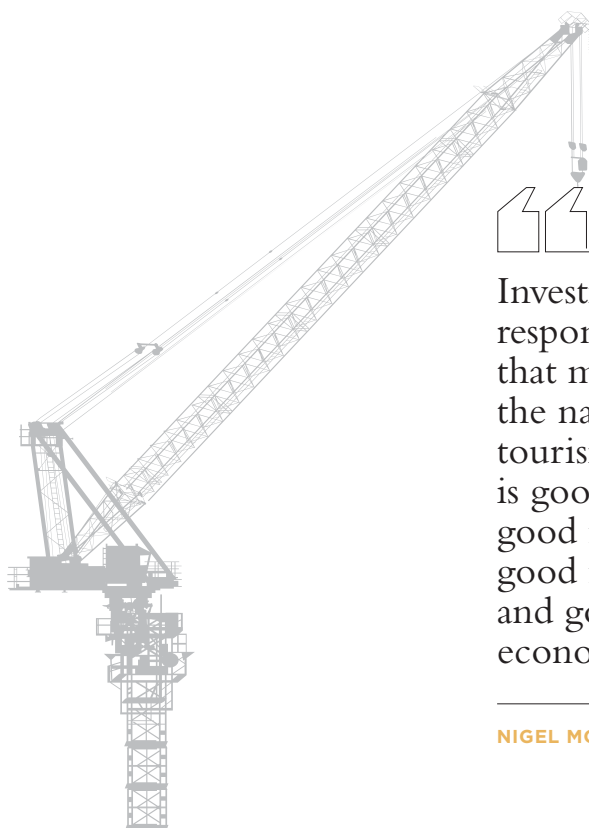 Invest
respon
that m
the na
touris
is goo
good
good
and go
econo
NIGEL MO